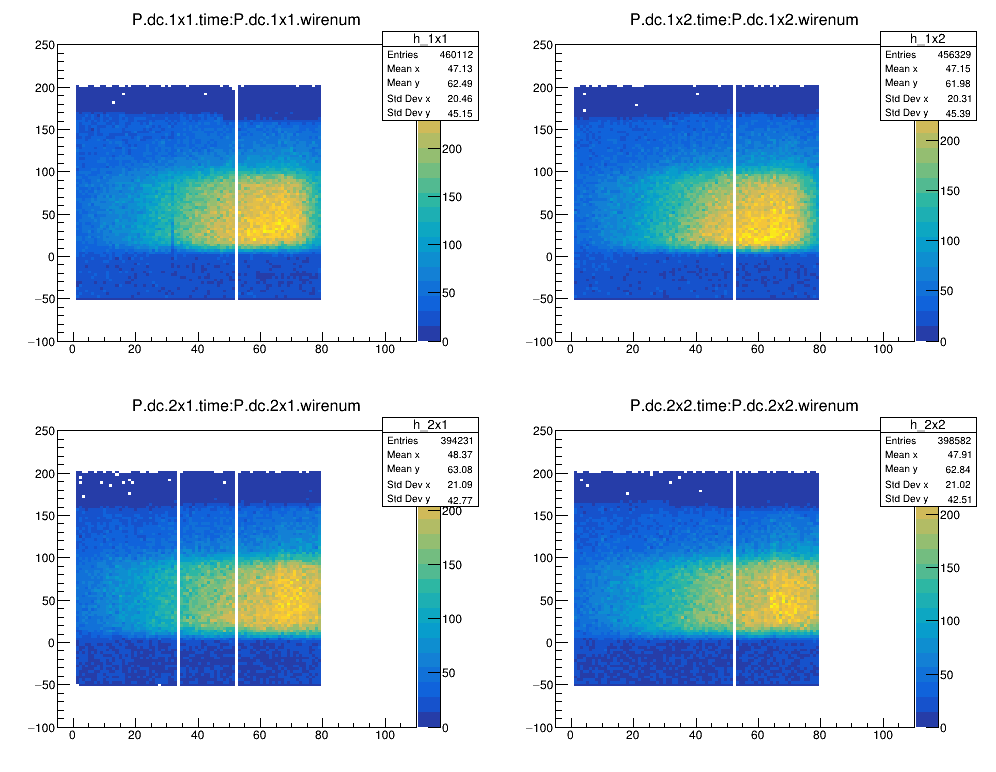 P.dc.1x1.time:P.dc.1x1.wirenum
h_1x1
Entries 460112
Mean x 47.13
Mean y 62.49
Std Dev x 20.46
Std Dev y 45.15
250
200
150
100
50
0
−50
−100
0 20 40 60 80 100
200
150
100
50
0
P.dc.1x2.time:P.dc.1x2.wirenum
h_1x2
Entries 456329
Mean x 47.15
Mean y 61.98
Std Dev x 20.31
Std Dev y 45.39
250
200
150
100
50
0
−50
−100
0 20 40 60 80 100
200
150
100
50
0
P.dc.2x1.time:P.dc.2x1.wirenum
h_2x1
Entries 394231
Mean x 48.37
Mean y 63.08
Std Dev x 21.09
Std Dev y 42.77
250
200
150
100
50
0
−50
−100
0 20 40 60 80 100
200
150
100
50
0
P.dc.2x2.time:P.dc.2x2.wirenum
h_2x2
Entries 398582
Mean x 47.91
Mean y 62.84
Std Dev x 21.02
Std Dev y 42.51
250
200
150
100
50
0
−50
−100
0 20 40 60 80 100
200
150
100
50
0